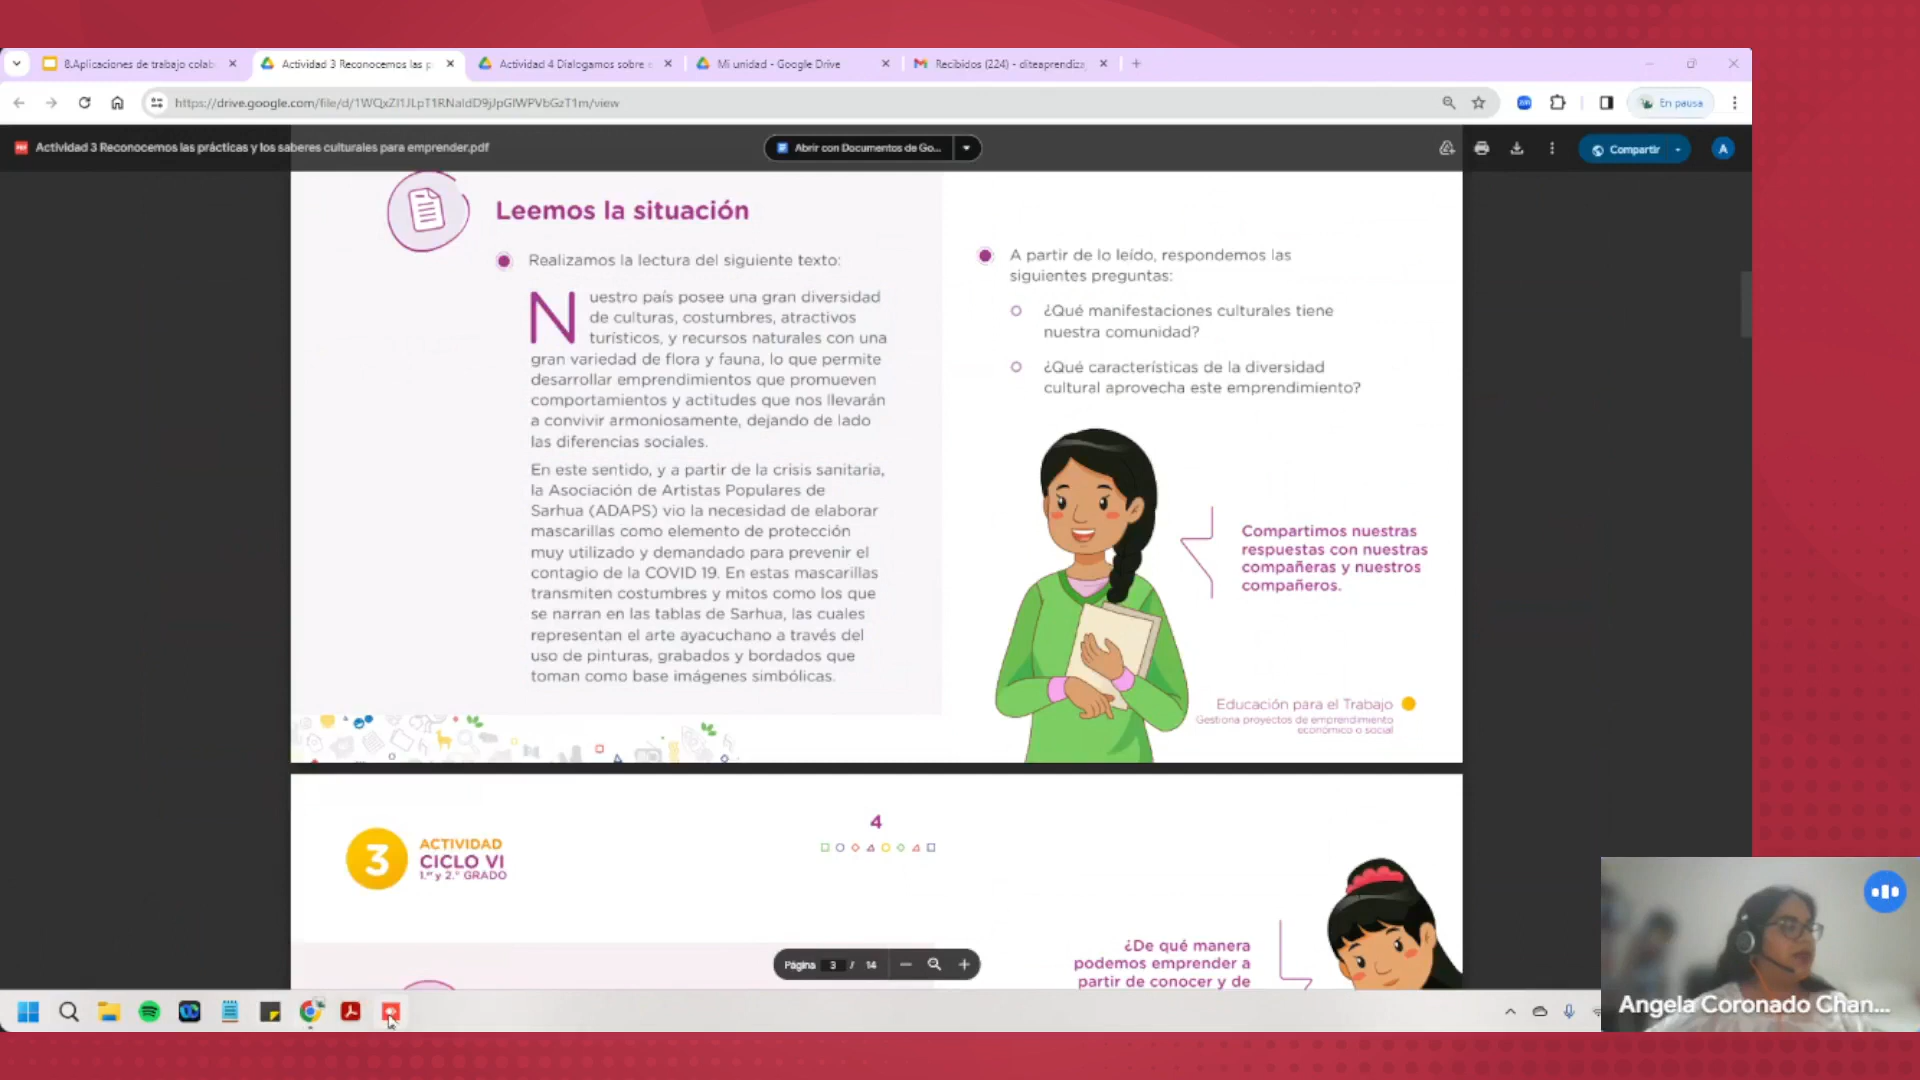 8.Aplicaciones de trabajo colab
Actividad 3 Reconocemos las p
Actividad 4 Dialogamos sobre
Mi unidad - Google Drive
Recibidos (224) - diteaprendiza
En pausa
PDF
Actividad 3 Reconocemos las prácticas y los saberes culturales para emprender.pdf
Abrir con Documentos de Go...
Compartir
A
Leemos la situación
Realizamos la lectura del siguiente texto:
Nuestro país posee una gran diversidad
de culturas, costumbres, atractivos
turísticos, y recursos naturales con una
gran variedad de flora y fauna, lo que permite
desarrollar emprendimientos que promueven
comportamientos y actitudes que nos llevarán
a convivir armoniosamente, dejando de lado
las diferencias sociales.
En este sentido, y a partir de la crisis sanitaria,
la Asociación de Artistas Populares de
Sarhua (ADAPS) vio la necesidad de elaborar
mascarillas como elemento de protección
muy utilizado y demandado para prevenir el
contagio de la COVID 19. En estas mascarillas
transmiten costumbres y mitos como los que
se narran en las tablas de Sarhua, las cuales
representan el arte ayacuchano a través del
uso de pinturas, grabados y bordados que
toman como base imágenes simbólicas.
A partir de lo leído, respondemos las
siguientes preguntas:
¿Qué manifestaciones culturales tiene
nuestra comunidad?
¿Qué características de la diversidad
cultural aprovecha este emprendimiento?
Compartimos nuestras
respuestas con nuestras
compañeras y nuestros
compañeros.
Educación para el Trabajo
Gestiona proyectos de emprendimiento
económico o social
3
ACTIVIDAD
CICLO VI
1.er y 2.° GRADO
4
¿De qué manera
podemos emprender a
partir de conocer y de
Página 3 / 14
Angela Coronado Chan...